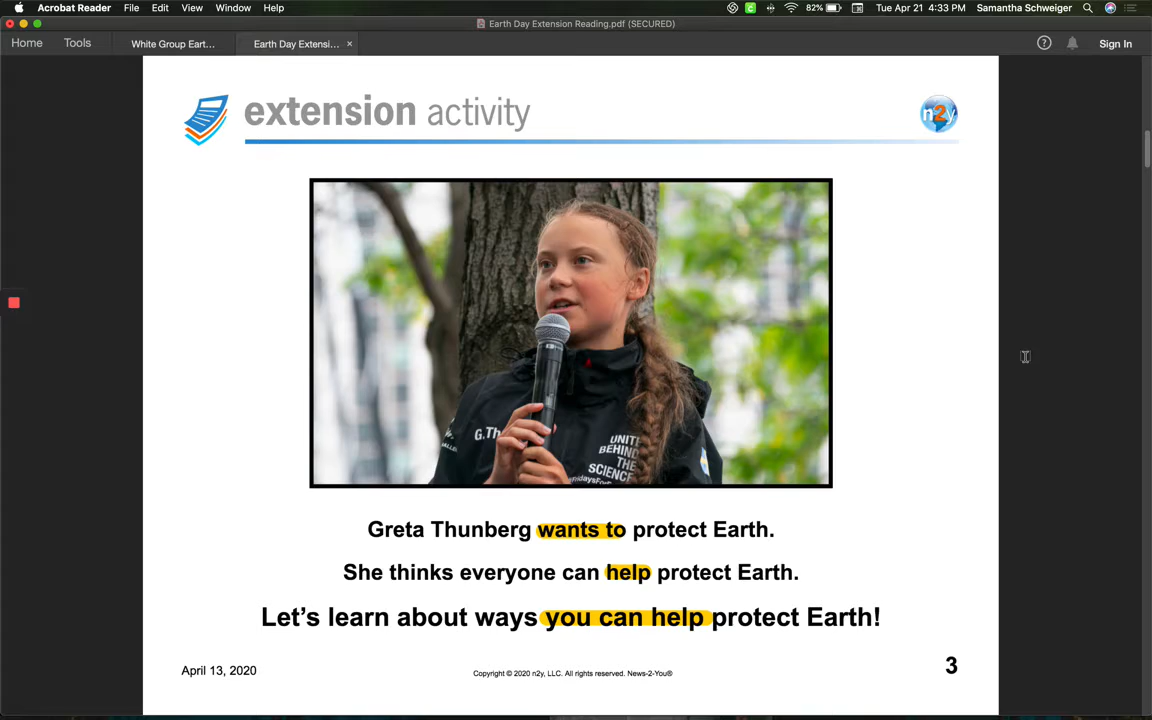 Acrobat Reader File Edit View Window Help 82% Tue Apr 21 4:33 PM Samantha Schweiger
Earth Day Extension Reading.pdf (SECURED)
Home Tools White Group Eart... Earth Day Extensi... × Sign In
extension activity
n2y
G.Th
UNITE
BEHIND
THE
SCIENCE
Greta Thunberg wants to protect Earth.
She thinks everyone can help protect Earth.
Let's learn about ways you can help protect Earth!
April 13, 2020
Copyright © 2020 n2y, LLC. All rights reserved. News-2-You®
3